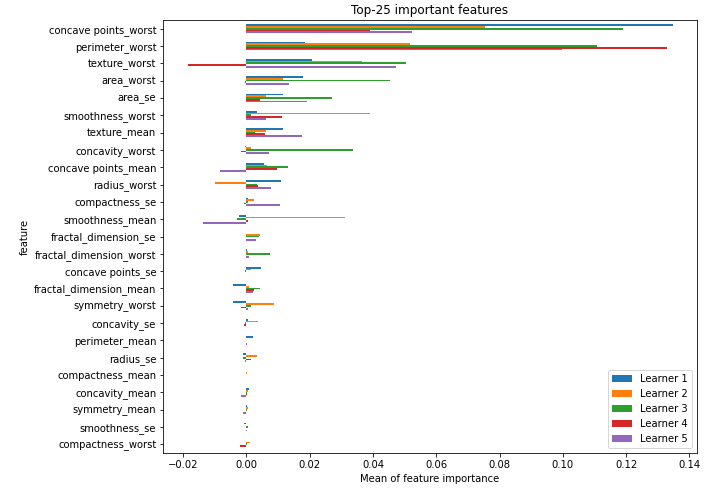 Top-25 important features
concave points_worst
perimeter_worst
texture_worst
area_worst
area_se
smoothness_worst
texture_mean
concavity_worst
concave points_mean
radius_worst
compactness_se
smoothness_mean
fractal_dimension_se
fractal_dimension_worst
concave points_se
fractal_dimension_mean
symmetry_worst
concavity_se
perimeter_mean
radius_se
compactness_mean
concavity_mean
symmetry_mean
smoothness_se
compactness_worst
feature
Learner 1
Learner 2
Learner 3
Learner 4
Learner 5
−0.02 0.00 0.02 0.04 0.06 0.08 0.10 0.12 0.14
Mean of feature importance